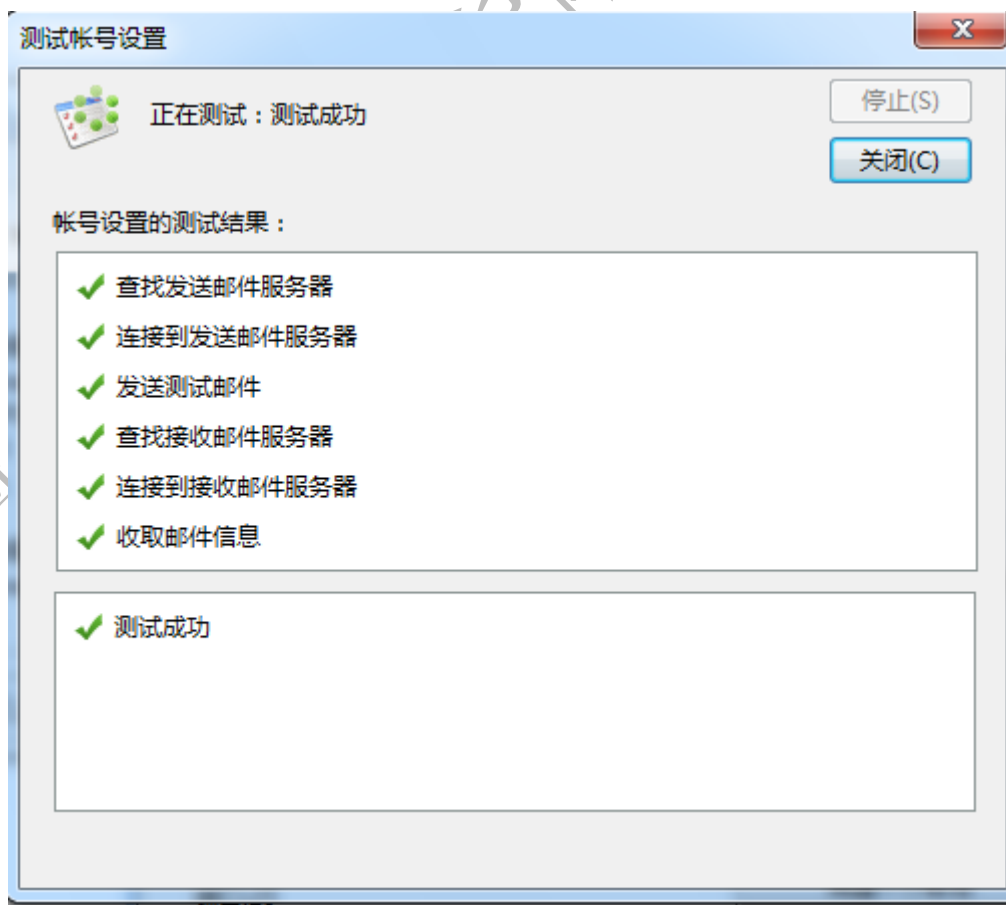 测试帐号设置
正在测试：测试成功
停止(S)
关闭(C)
帐号设置的测试结果：
查找发送邮件服务器
连接到发送邮件服务器
发送测试邮件
查找接收邮件服务器
连接到接收邮件服务器
收取邮件信息
测试成功